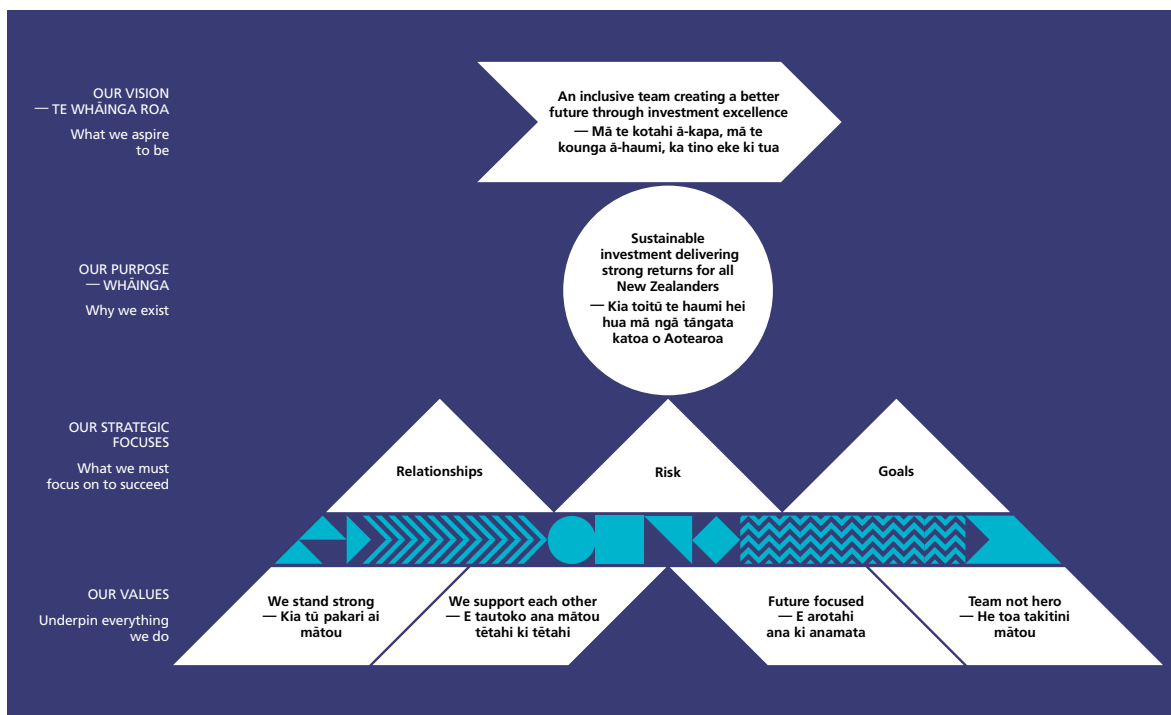 OUR VISION
— TE WHĀINGA ROA
What we aspire
to be
An inclusive team creating a better
future through investment excellence
— Mā te kotahi ā-kapa, mā te
kounga ā-haumi, ka tino eke ki tua
OUR PURPOSE
— WHĀINGA
Why we exist
Sustainable
investment delivering
strong returns for all
New Zealanders
— Kia toitū te haumi hei
hua mā ngā tāngata
katoa o Aotearoa
OUR STRATEGIC
FOCUSES
What we must
focus on to succeed
Relationships
Risk
Goals
OUR VALUES
Underpin everything
we do
We stand strong
— Kia tū pakari ai
mātou
We support each other
— E tautoko ana mātou
tētahi ki tētahi
Future focused
— E arotahi
ana ki anamata
Team not hero
— He toa takitini
mātou